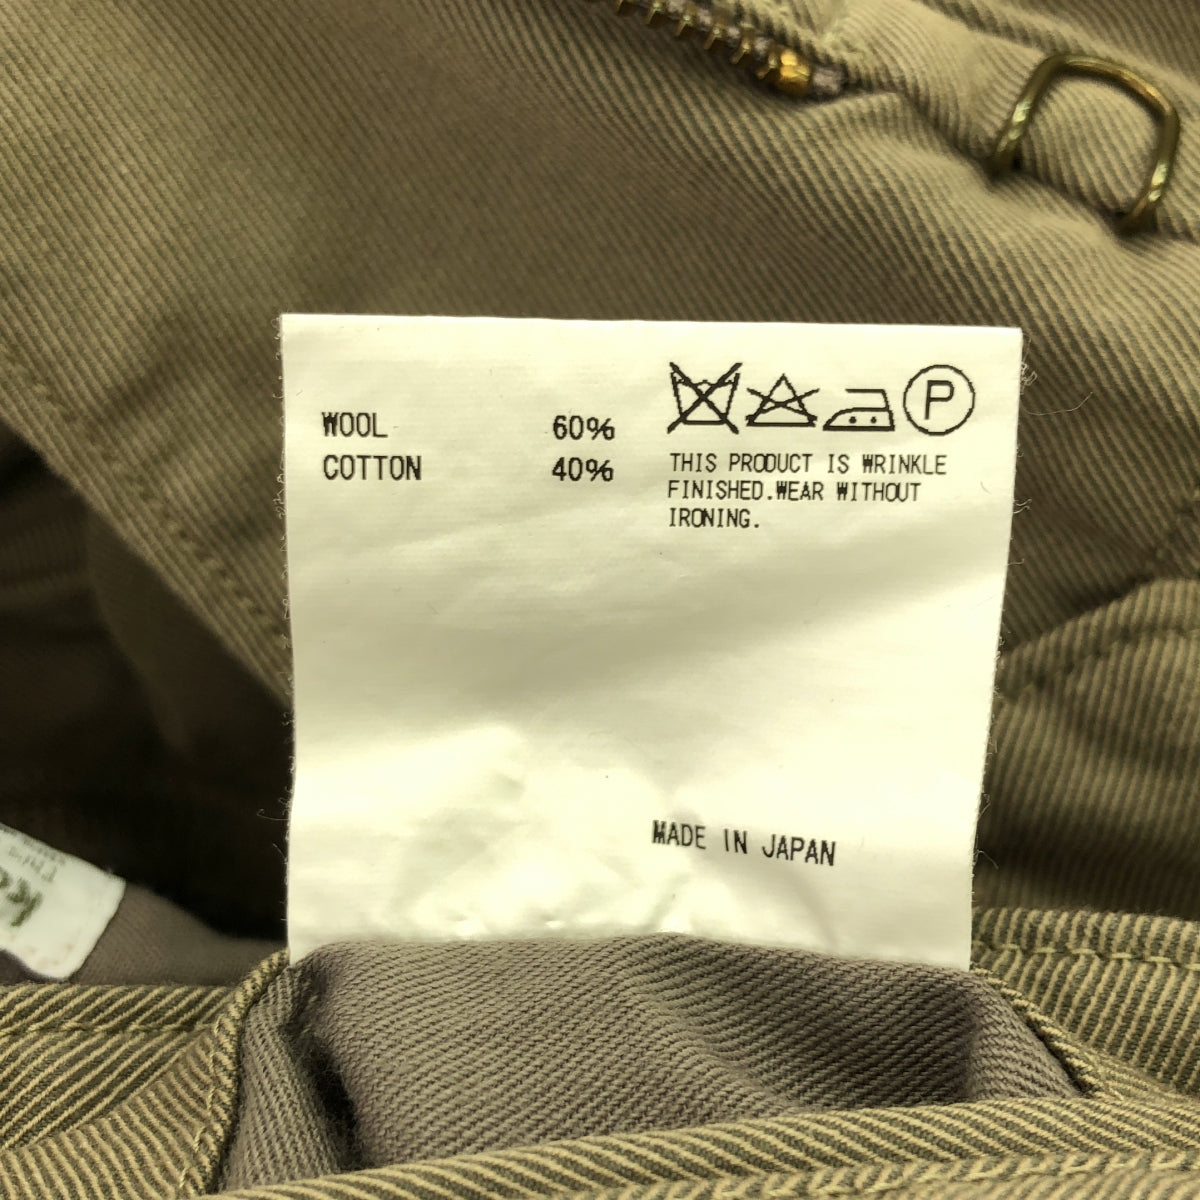 WOOL 60%
COTTON 40%
P
THIS PRODUCT IS WRINKLE
FINISHED.WEAR WITHOUT
IRONING.
MADE IN JAPAN